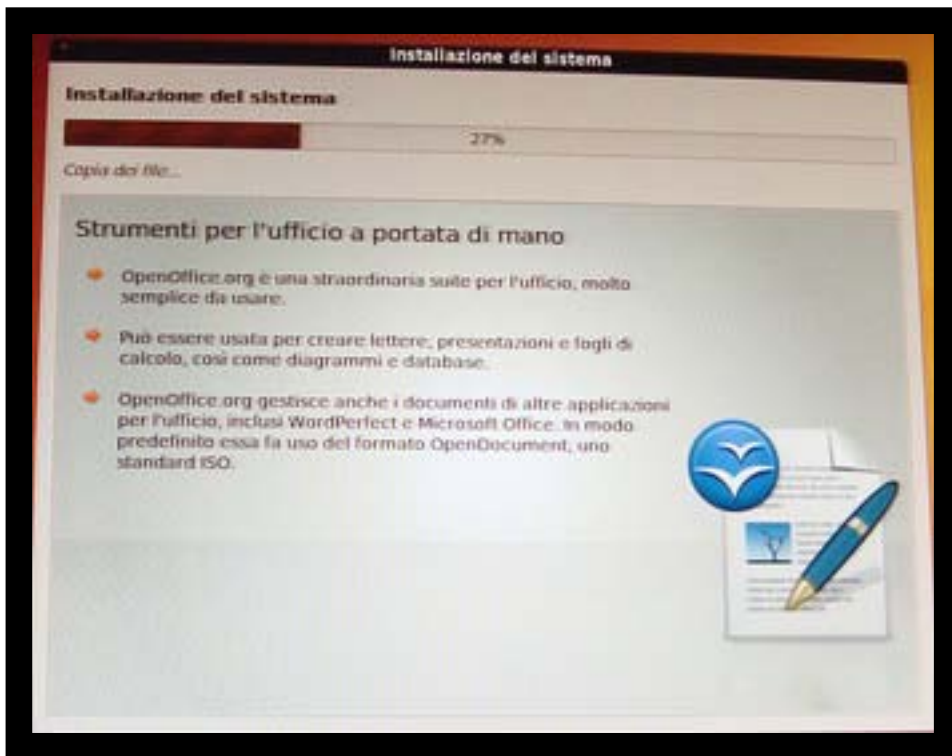 Installazione del sistema
Installazione del sistema
27%
Copia dei file...
Strumenti per l'ufficio a portata di mano
OpenOffice.org è una straordinaria suite per l'ufficio, molto
semplice da usare.
Può essere usata per creare lettere, presentazioni e fogli di
calcolo, così come diagrammi e database.
OpenOffice.org gestisce anche i documenti di altre applicazioni
per l'ufficio, inclusi WordPerfect e Microsoft Office. In modo
predefinito essa fa uso del formato OpenDocument, uno
standard ISO.